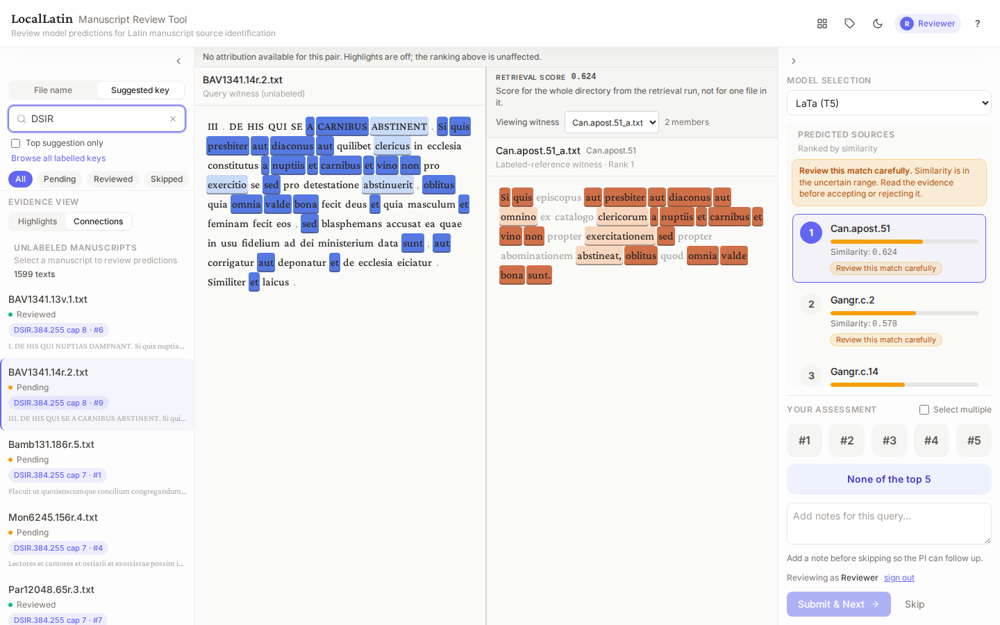 LocalLatin Manuscript Review Tool
Review model predictions for Latin manuscript source identification
R Reviewer ?
File name Suggested key
DSIR
Top suggestion only
Browse all labelled keys
All Pending Reviewed Skipped
EVIDENCE VIEW
Highlights Connections
UNLABELED MANUSCRIPTS
Select a manuscript to review predictions
1599 texts
BAV1341.13v.1.txt
Reviewed
DSIR.384.255 cap 8 · #6
I. DE HIS QUI NUPTIAS DAMPNANT. Si quis nuptia...
BAV1341.14r.2.txt
Pending
DSIR.384.255 cap 8 · #9
III. DE HIS QUI SE A CARNIBUS ABSTINENT. Si qui...
Bamb131.186r.5.txt
Pending
DSIR.384.255 cap 7 · #1
Placuit ut quotienscumque concilium congregandum...
Mon6245.156r.4.txt
Pending
DSIR.384.255 cap 7 · #4
Lectores et cantores et ostiarii et exorcistae possint i...
Par12048.65r.3.txt
Reviewed
DSIR.384.255 cap 7 · #7
No attribution available for this pair. Highlights are off; the ranking above is unaffected.
BAV1341.14r.2.txt
Query witness (unlabeled)
III . DE HIS QUI SE A CARNIBUS ABSTINENT . Si quis
presbiter aut diaconus aut quilibet clericus in ecclesia
constitutus a nuptiis et carnibus et vino non pro
exercitio se sed pro detestatione abstinuerit , oblitus
quia omnia valde bona fecit deus et quia masculum et
feminam fecit eos , sed blasphemans accusat ea quae
in usu fidelium ad dei ministerium data sunt , aut
corrigatur aut deponatur et de ecclesia eiciatur .
Similiter et laicus .
RETRIEVAL SCORE 0.624
Score for the whole directory from the retrieval run, not for one file in
it.
Viewing witness Can.apost.51_a.txt 2 members
Can.apost.51_a.txt Can.apost.51
Labeled-reference witness · Rank 1
Si quis episcopus aut presbiter aut diaconus aut
omnino ex catalogo clericorum a nuptiis et carnibus et
vino non propter exercitationem sed propter
abominationem abstineat, oblitus quod omnia valde
bona sunt.
MODEL SELECTION
LaTa (T5)
PREDICTED SOURCES
Ranked by similarity
Review this match carefully. Similarity is in
the uncertain range. Read the evidence
before accepting or rejecting it.
1 Can.apost.51
Similarity: 0.624
Review this match carefully
2 Gangr.c.2
Similarity: 0.578
Review this match carefully
3 Gangr.c.14
YOUR ASSESSMENT Select multiple
#1 #2 #3 #4 #5
None of the top 5
Add notes for this query...
Add a note before skipping so the PI can follow up.
Reviewing as Reviewer sign out
Submit & Next → Skip